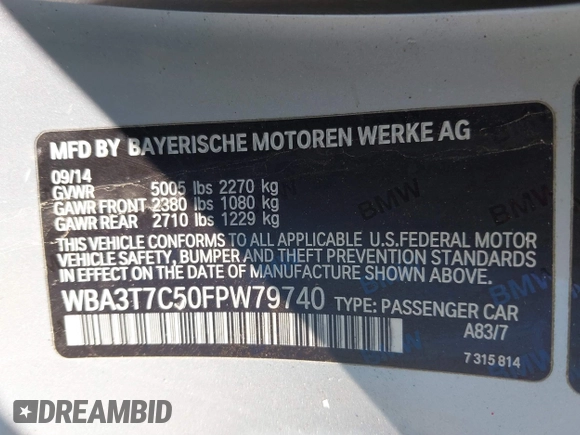 MFD BY BAYERISCHE MOTOREN WERKE AG
09/14
GVWR 5005 lbs 2270 kg
GAWR FRONT 2380 lbs 1080 kg
GAWR REAR 2710 lbs 1229 kg
THIS VEHICLE CONFORMS TO ALL APPLICABLE U.S. FEDERAL MOTOR
VEHICLE SAFETY, BUMPER, AND THEFT PREVENTION STANDARDS
IN EFFECT ON THE DATE OF MANUFACTURE SHOWN ABOVE.
WBA3T7C50FPW79740 TYPE: PASSENGER CAR
A83/7
7 315 814
BMW
BMW
BMW
DREAMBID